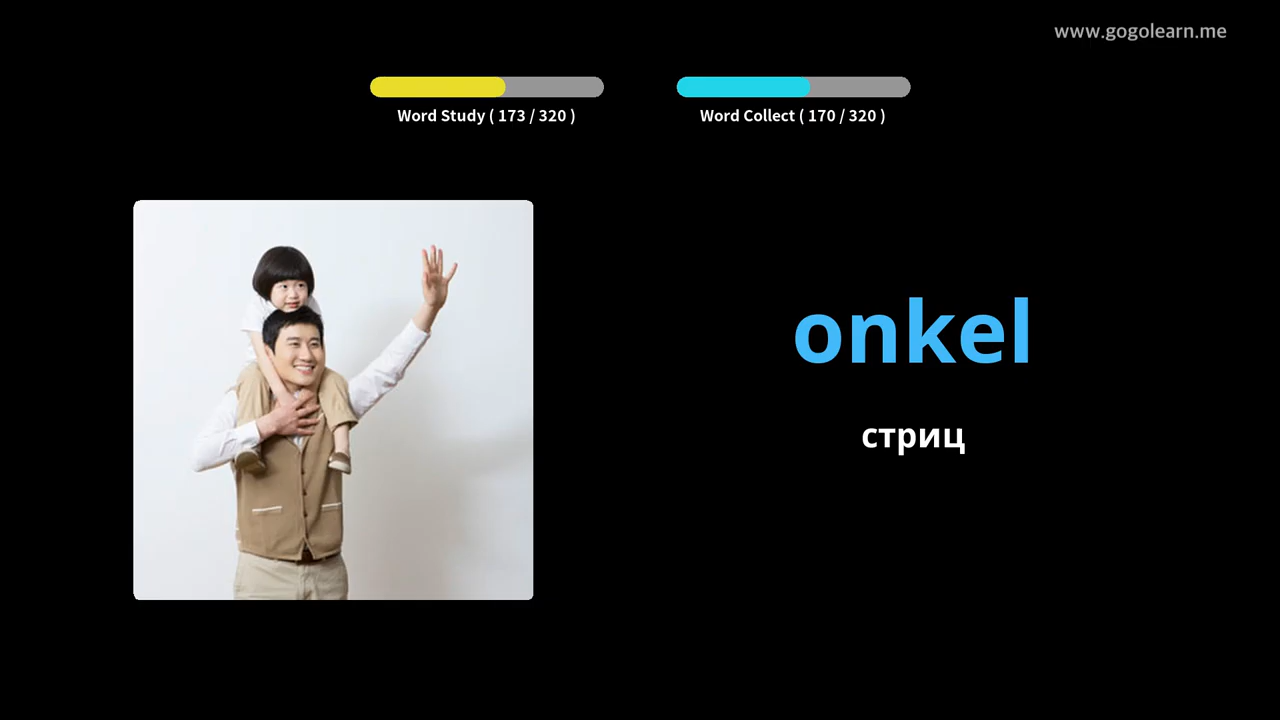 www.gogolearn.me
Word Study ( 173 / 320 )
Word Collect ( 170 / 320 )
onkel
стриц